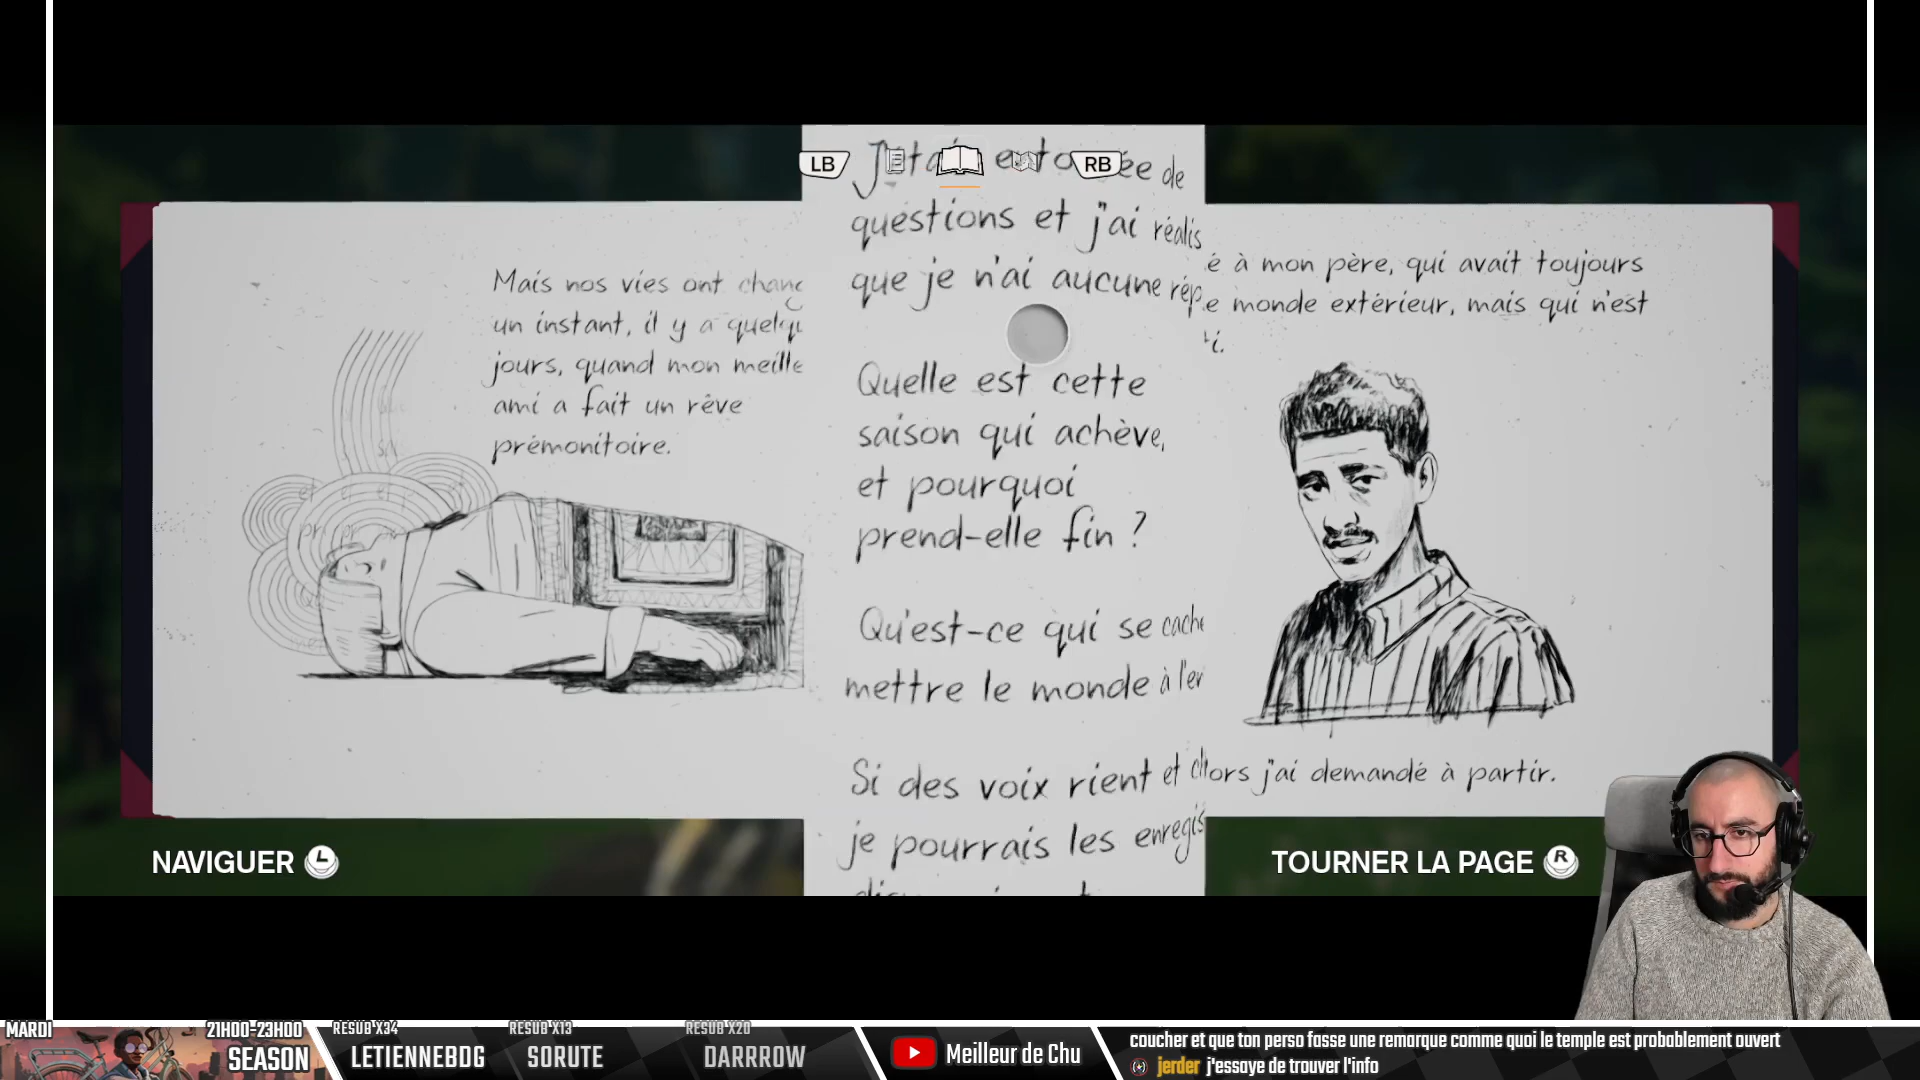 LB
RB
Mais nos vies ont
un instant, il y a
jours, quand mon
ami a fait un rêve
prémonitoire.
de
questions et j'ai
que je n'ai aucune
Quelle est cette
saison qui achève,
et pourquoi
prend-elle fin ?
Qu'est-ce qui se
mettre le monde
Si des voix rient et
je pourrais les
à mon père, qui avait toujours
monde extérieur, mais qui n'est
j'ai demandé à partir.
NAVIGUER L
TOURNER LA PAGE R
MARDI
21H00-23H00
SEASON
RESUB X34
LETIENNEBDG
RESUB X13
SORUTE
RESUB X20
DARRROW
Meilleur de Chu
coucher et que ton perso fasse une remarque comme quoi le temple est probablement ouvert
jerder j'essaye de trouver l'info